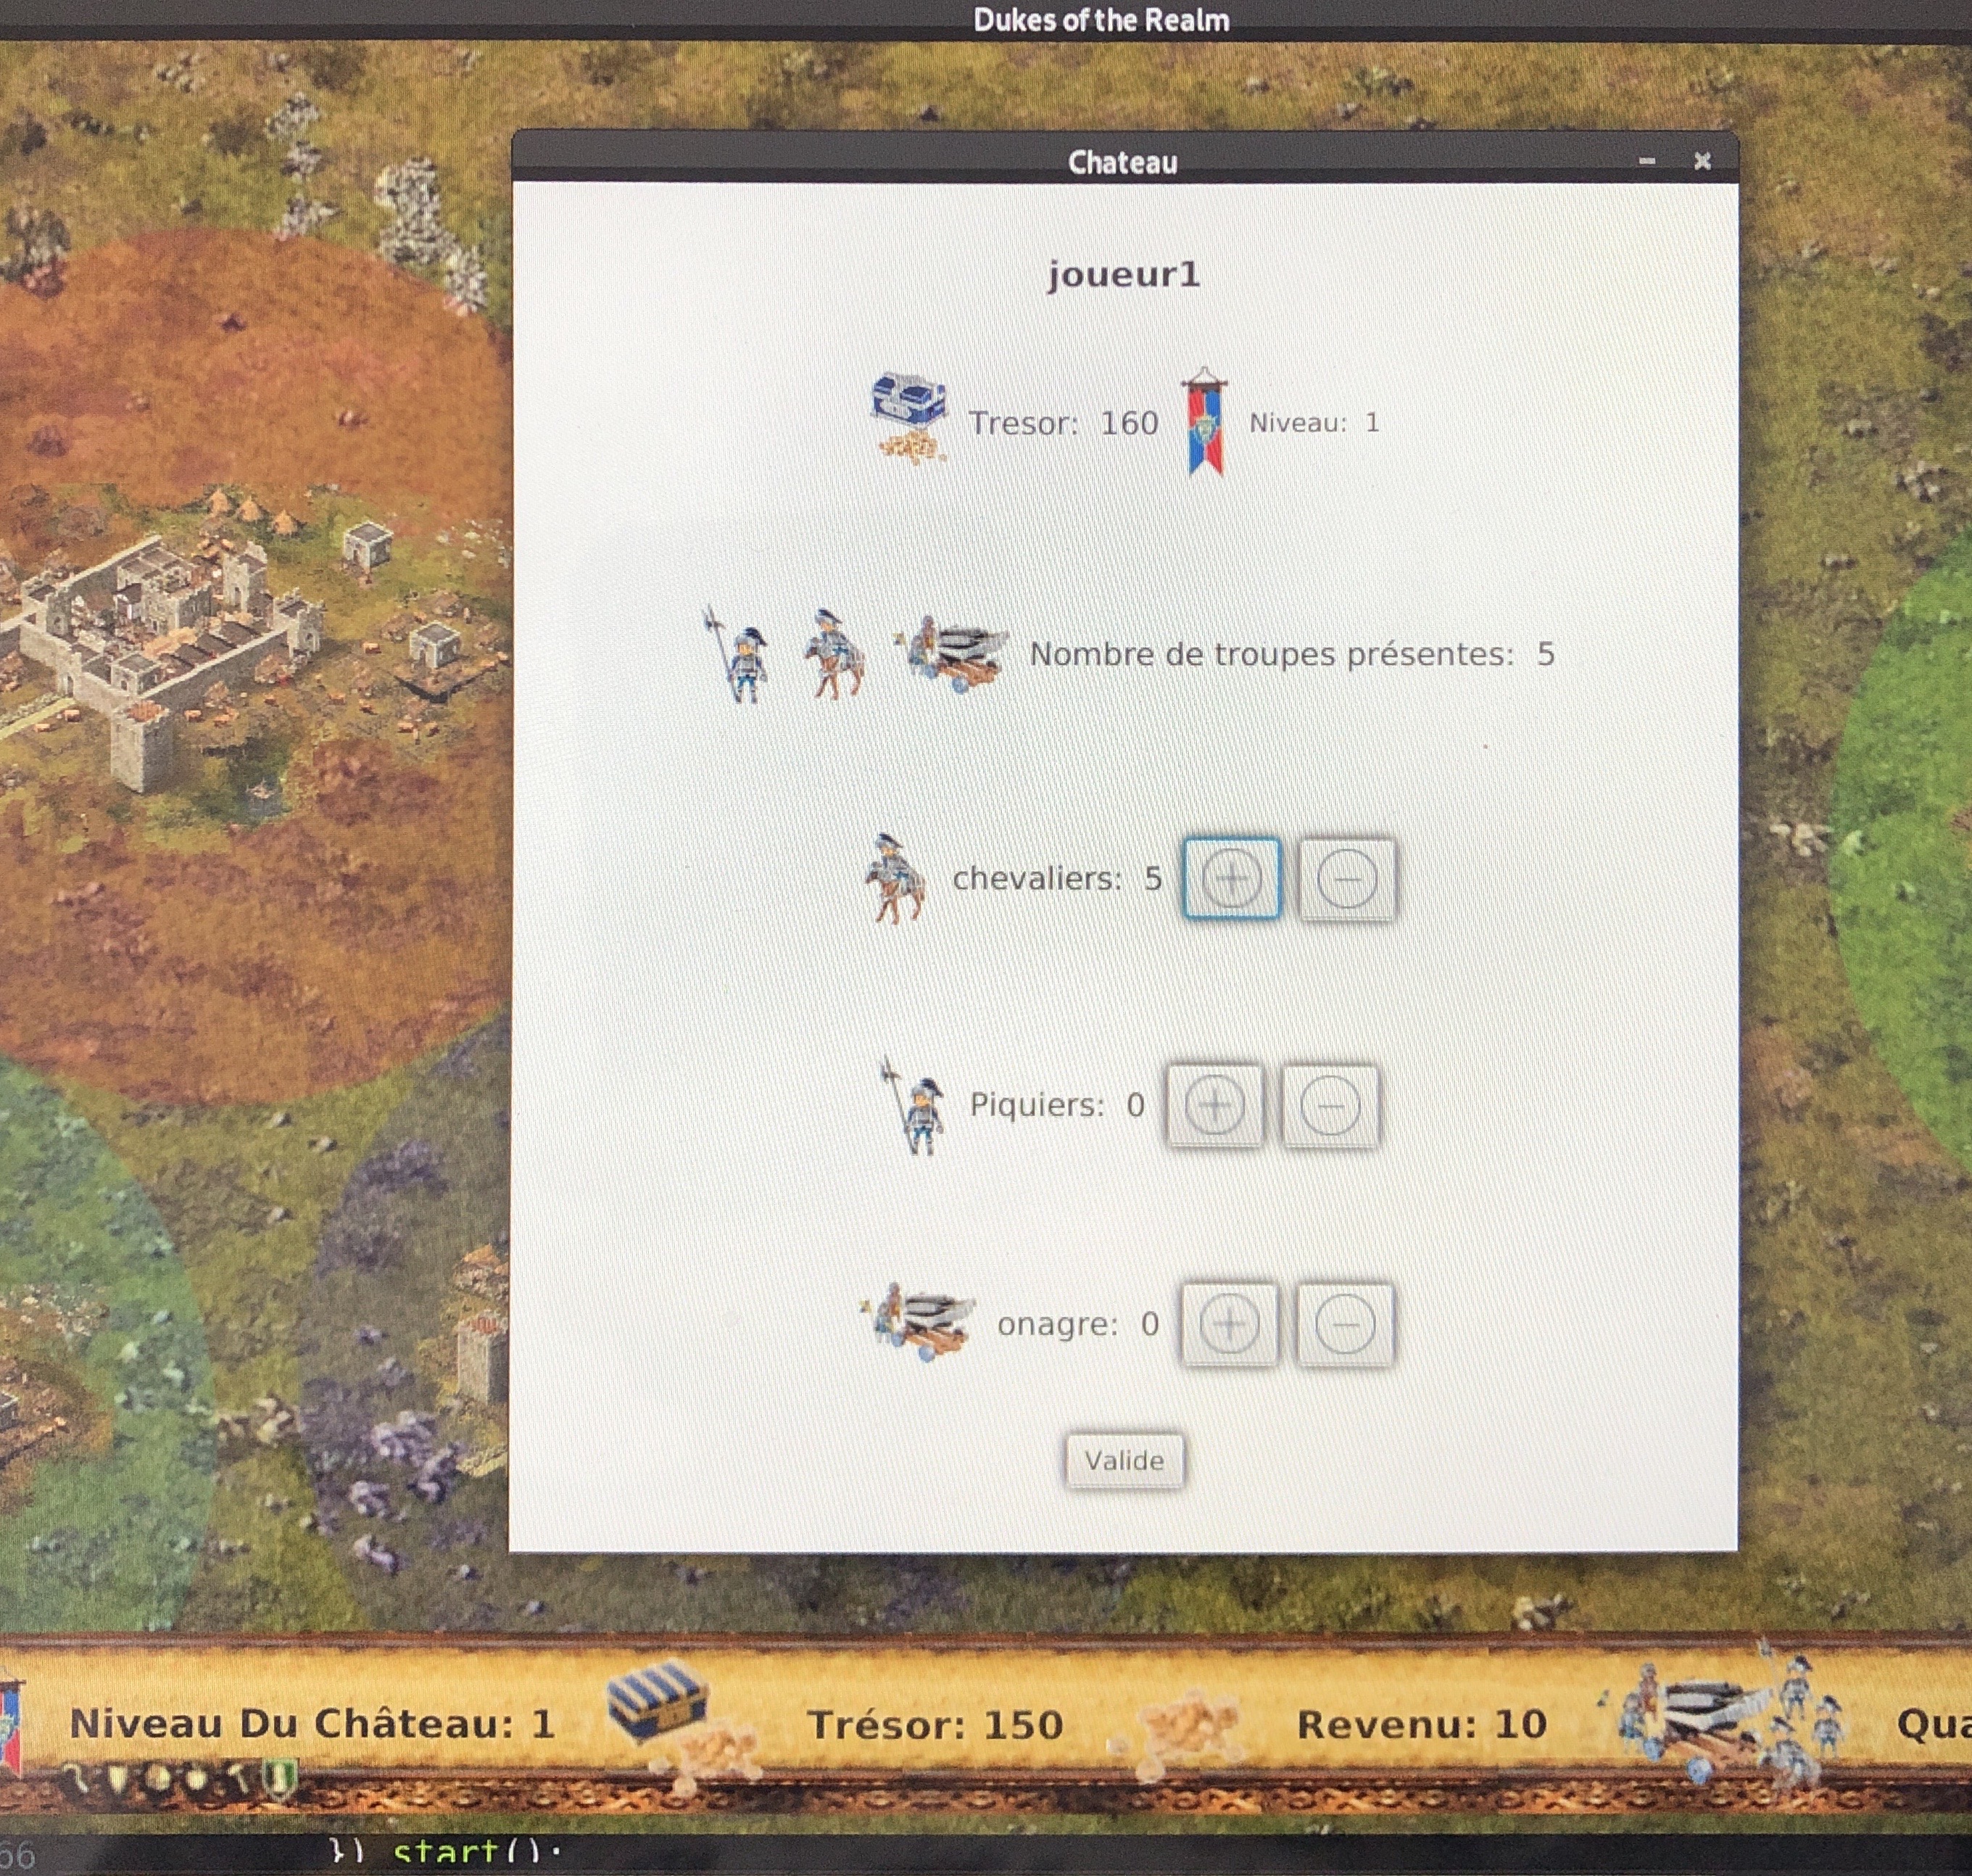 Dukes of the Realm
Chateau
joueur1
Tresor: 160 Niveau: 1
Nombre de troupes présentes: 5
chevaliers: 5
Piquiers: 0
onagre: 0
Valide
Niveau Du Château: 1 Trésor: 150 Revenu: 10
66 }) start();